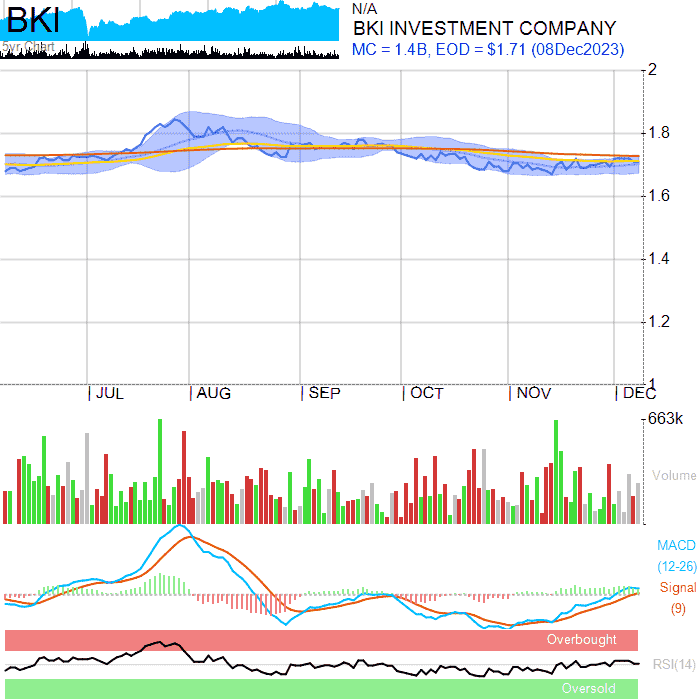 BKI
5yr Chart
N/A
BKI INVESTMENT COMPANY
MC = 1.4B, EOD = $1.71 (08Dec2023)
2
1.8
1.6
1.4
1.2
1
JUL AUG SEP OCT NOV DEC
663k
Volume
MACD
(12-26)
Signal
(9)
Overbought
RSI(14)
Oversold